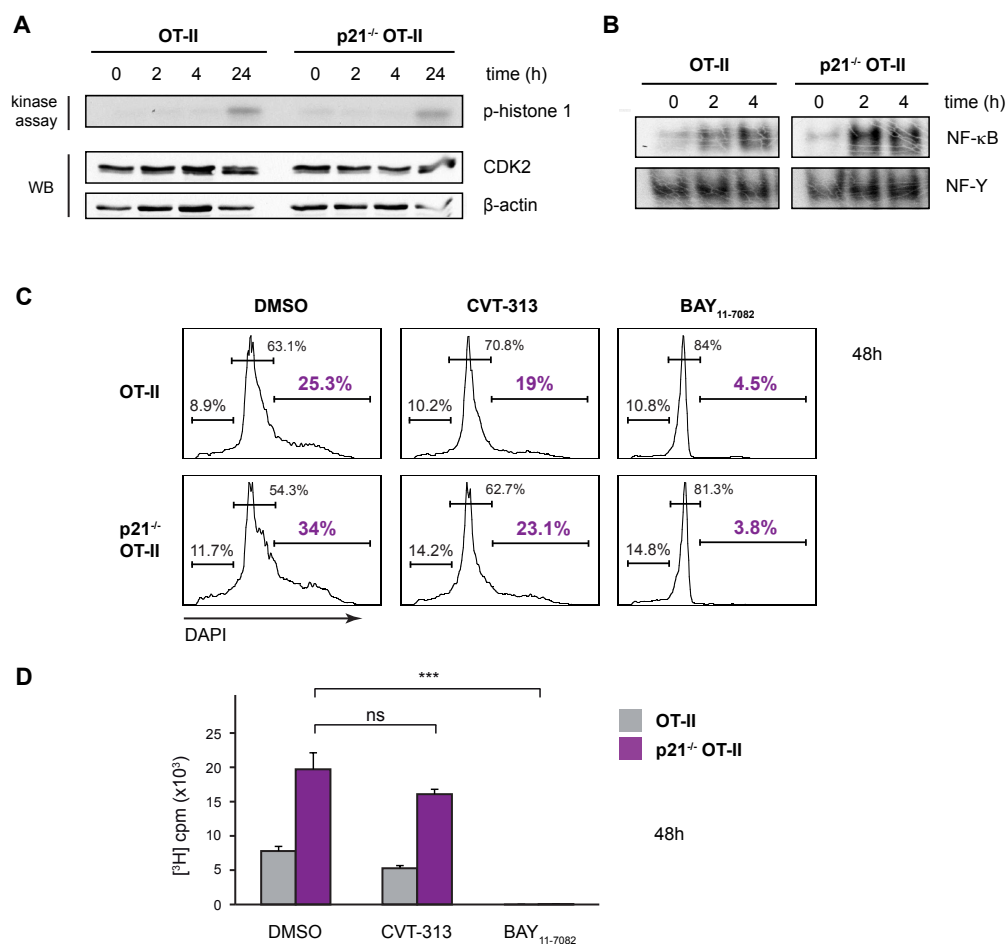 A
OT-II p21-/- OT-II
0 2 4 24 0 2 4 24 time (h)
kinase assay
p-histone 1
WB
CDK2
β-actin
B
OT-II p21-/- OT-II
0 2 4 0 2 4 time (h)
NF-κB
NF-Y
C
DMSO CVT-313 BAY11-7082
48h
OT-II
63.1% 25.3% 8.9%
70.8% 19% 10.2%
84% 4.5% 10.8%
p21-/- OT-II
54.3% 34% 11.7%
62.7% 23.1% 14.2%
81.3% 3.8% 14.8%
DAPI
D
***
ns
[³H] cpm (x10³)
25
20
15
10
5
0
DMSO CVT-313 BAY11-7082
OT-II
p21-/- OT-II
48h